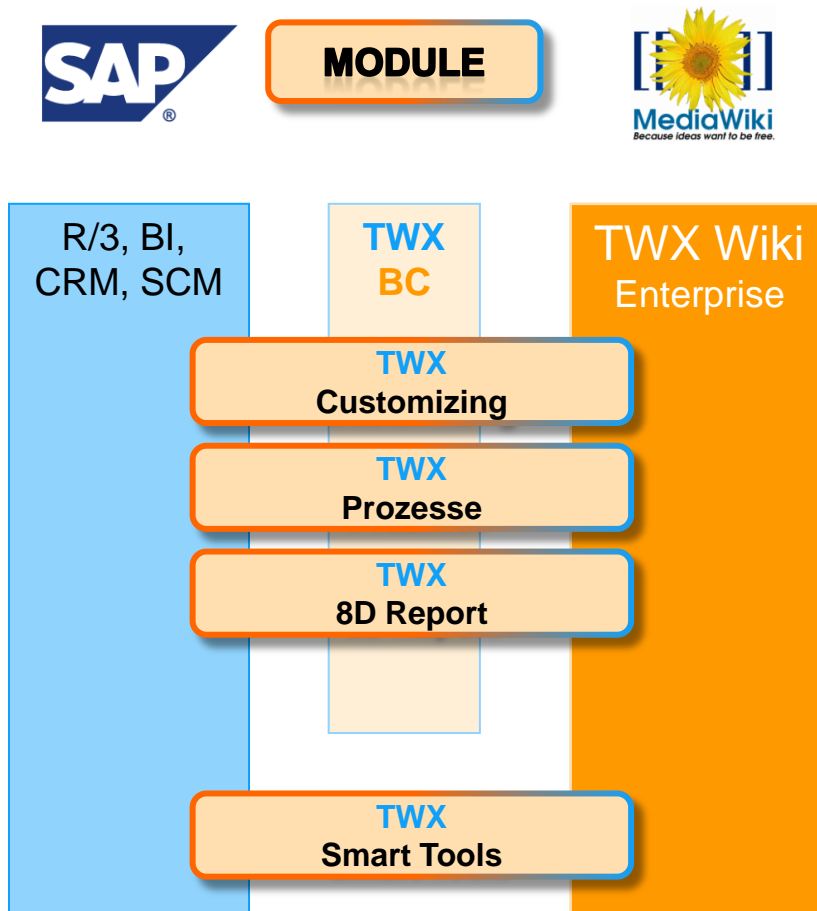 SAP
®
MODULE
[[ ]]
MediaWiki
Because ideas want to be free.
R/3, BI,
CRM, SCM
TWX
BC
TWX Wiki
Enterprise
TWX
Customizing
TWX
Prozesse
TWX
8D Report
TWX
Smart Tools